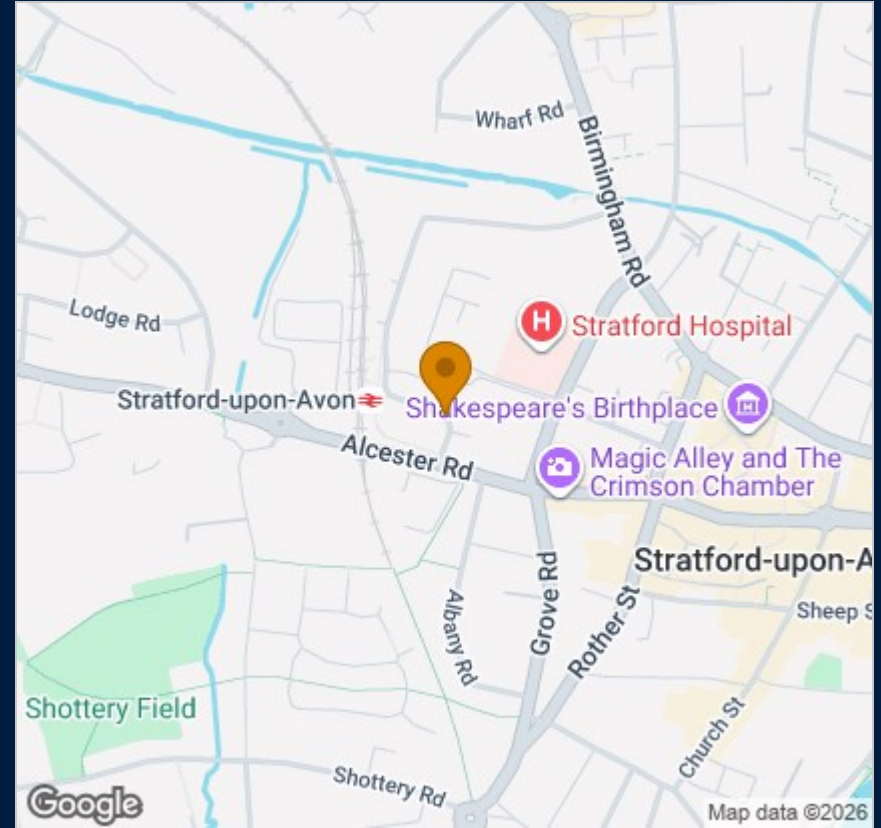 Wharf Rd
Birmingham Rd
Lodge Rd
H
Stratford Hospital
Stratford-upon-Avon
Shakespeare's Birthplace
Alcester Rd
Magic Alley and The
Crimson Chamber
Stratford-upon-A
Grove Rd
Rother St
Albany Rd
Sheep S
Church St
Shottery Field
Shottery Rd
Google
Map data ©2026